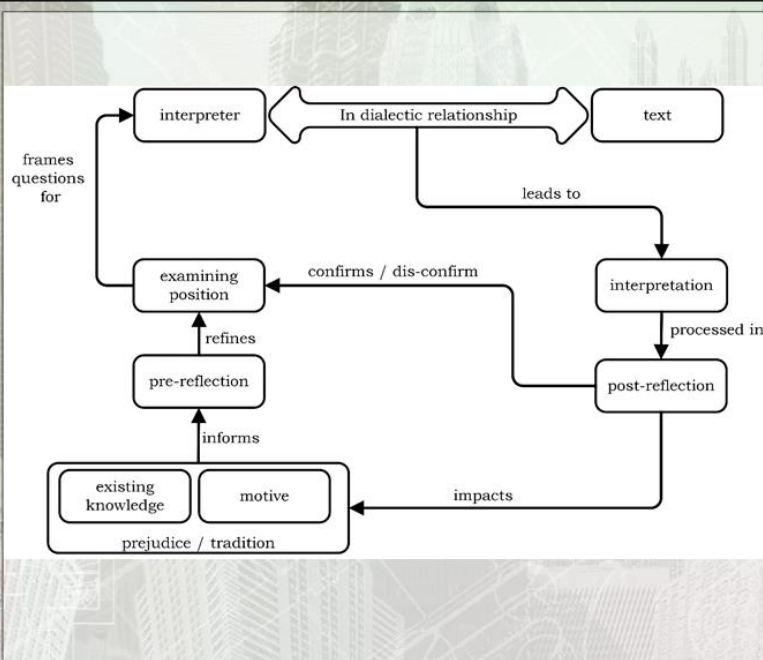 interpreter
In dialectic relationship
text
frames
questions
for
leads to
examining
position
confirms / dis-confirm
interpretation
refines
processed in
pre-reflection
post-reflection
informs
existing
knowledge
motive
impacts
prejudice / tradition